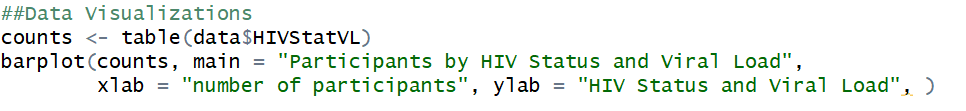 ##Data Visualizations
counts <- table(data$HIVStatVL)
barplot(counts, main = "Participants by HIV Status and Viral Load",
        xlab = "number of participants", ylab = "HIV Status and Viral Load", )